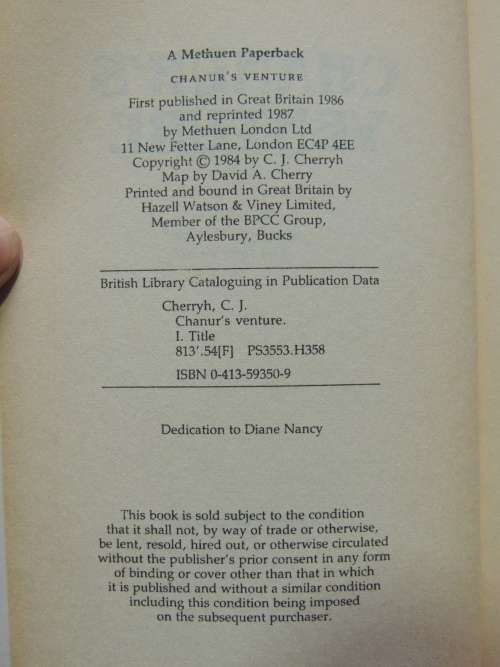 A Methuen Paperback
CHANUR'S VENTURE
First published in Great Britain 1986
and reprinted 1987
by Methuen London Ltd
11 New Fetter Lane, London EC4P 4EE
Copyright © 1984 by C. J. Cherryh
Map by David A. Cherry
Printed and bound in Great Britain by
Hazell Watson & Viney Limited,
Member of the BPCC Group,
Aylesbury, Bucks
British Library Cataloguing in Publication Data
Cherryh, C. J.
Chanur's venture.
I. Title
813'.54[F] PS3553.H358
ISBN 0-413-59350-9
Dedication to Diane Nancy
This book is sold subject to the condition
that it shall not, by way of trade or otherwise,
be lent, resold, hired out, or otherwise circulated
without the publisher's prior consent in any form
of binding or cover other than that in which
it is published and without a similar condition
including this condition being imposed
on the subsequent purchaser.